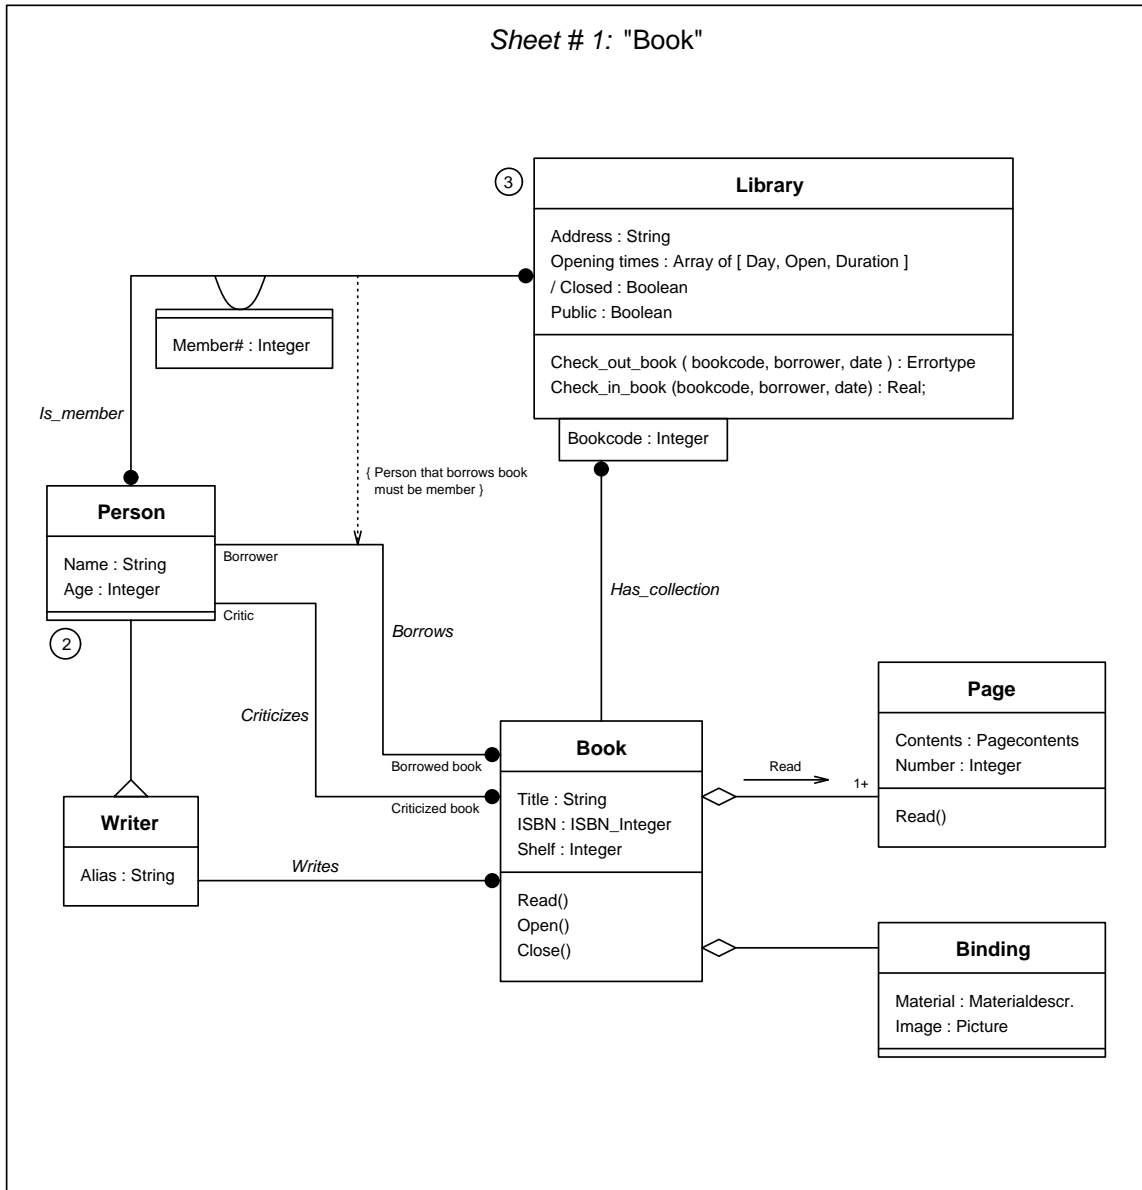 Sheet # 1: "Book"
3
Library
Address : String
Opening times : Array of [ Day, Open, Duration ]
/ Closed : Boolean
Public : Boolean
Check_out_book ( bookcode, borrower, date ) : Errortype
Check_in_book (bookcode, borrower, date) : Real;
Bookcode : Integer
Member# : Integer
Is_member
{ Person that borrows book
must be member }
Person
Name : String
Age : Integer
2
Borrower
Critic
Borrows
Criticizes
Has_collection
Borrowed book
Criticized book
Writer
Alias : String
Writes
Book
Title : String
ISBN : ISBN_Integer
Shelf : Integer
Read()
Open()
Close()
Read
1+
Page
Contents : Pagecontents
Number : Integer
Read()
Binding
Material : Materialdescr.
Image : Picture